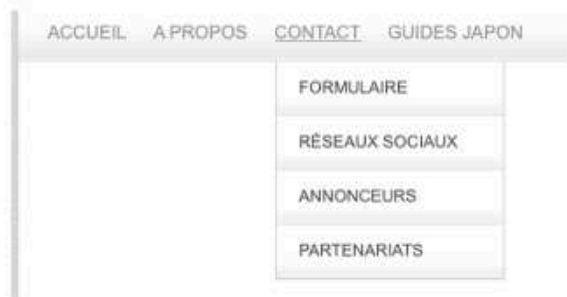 ACCUEIL A PROPOS CONTACT GUIDES JAPON
FORMULAIRE
RÉSEAUX SOCIAUX
ANNONCEURS
PARTENARIATS